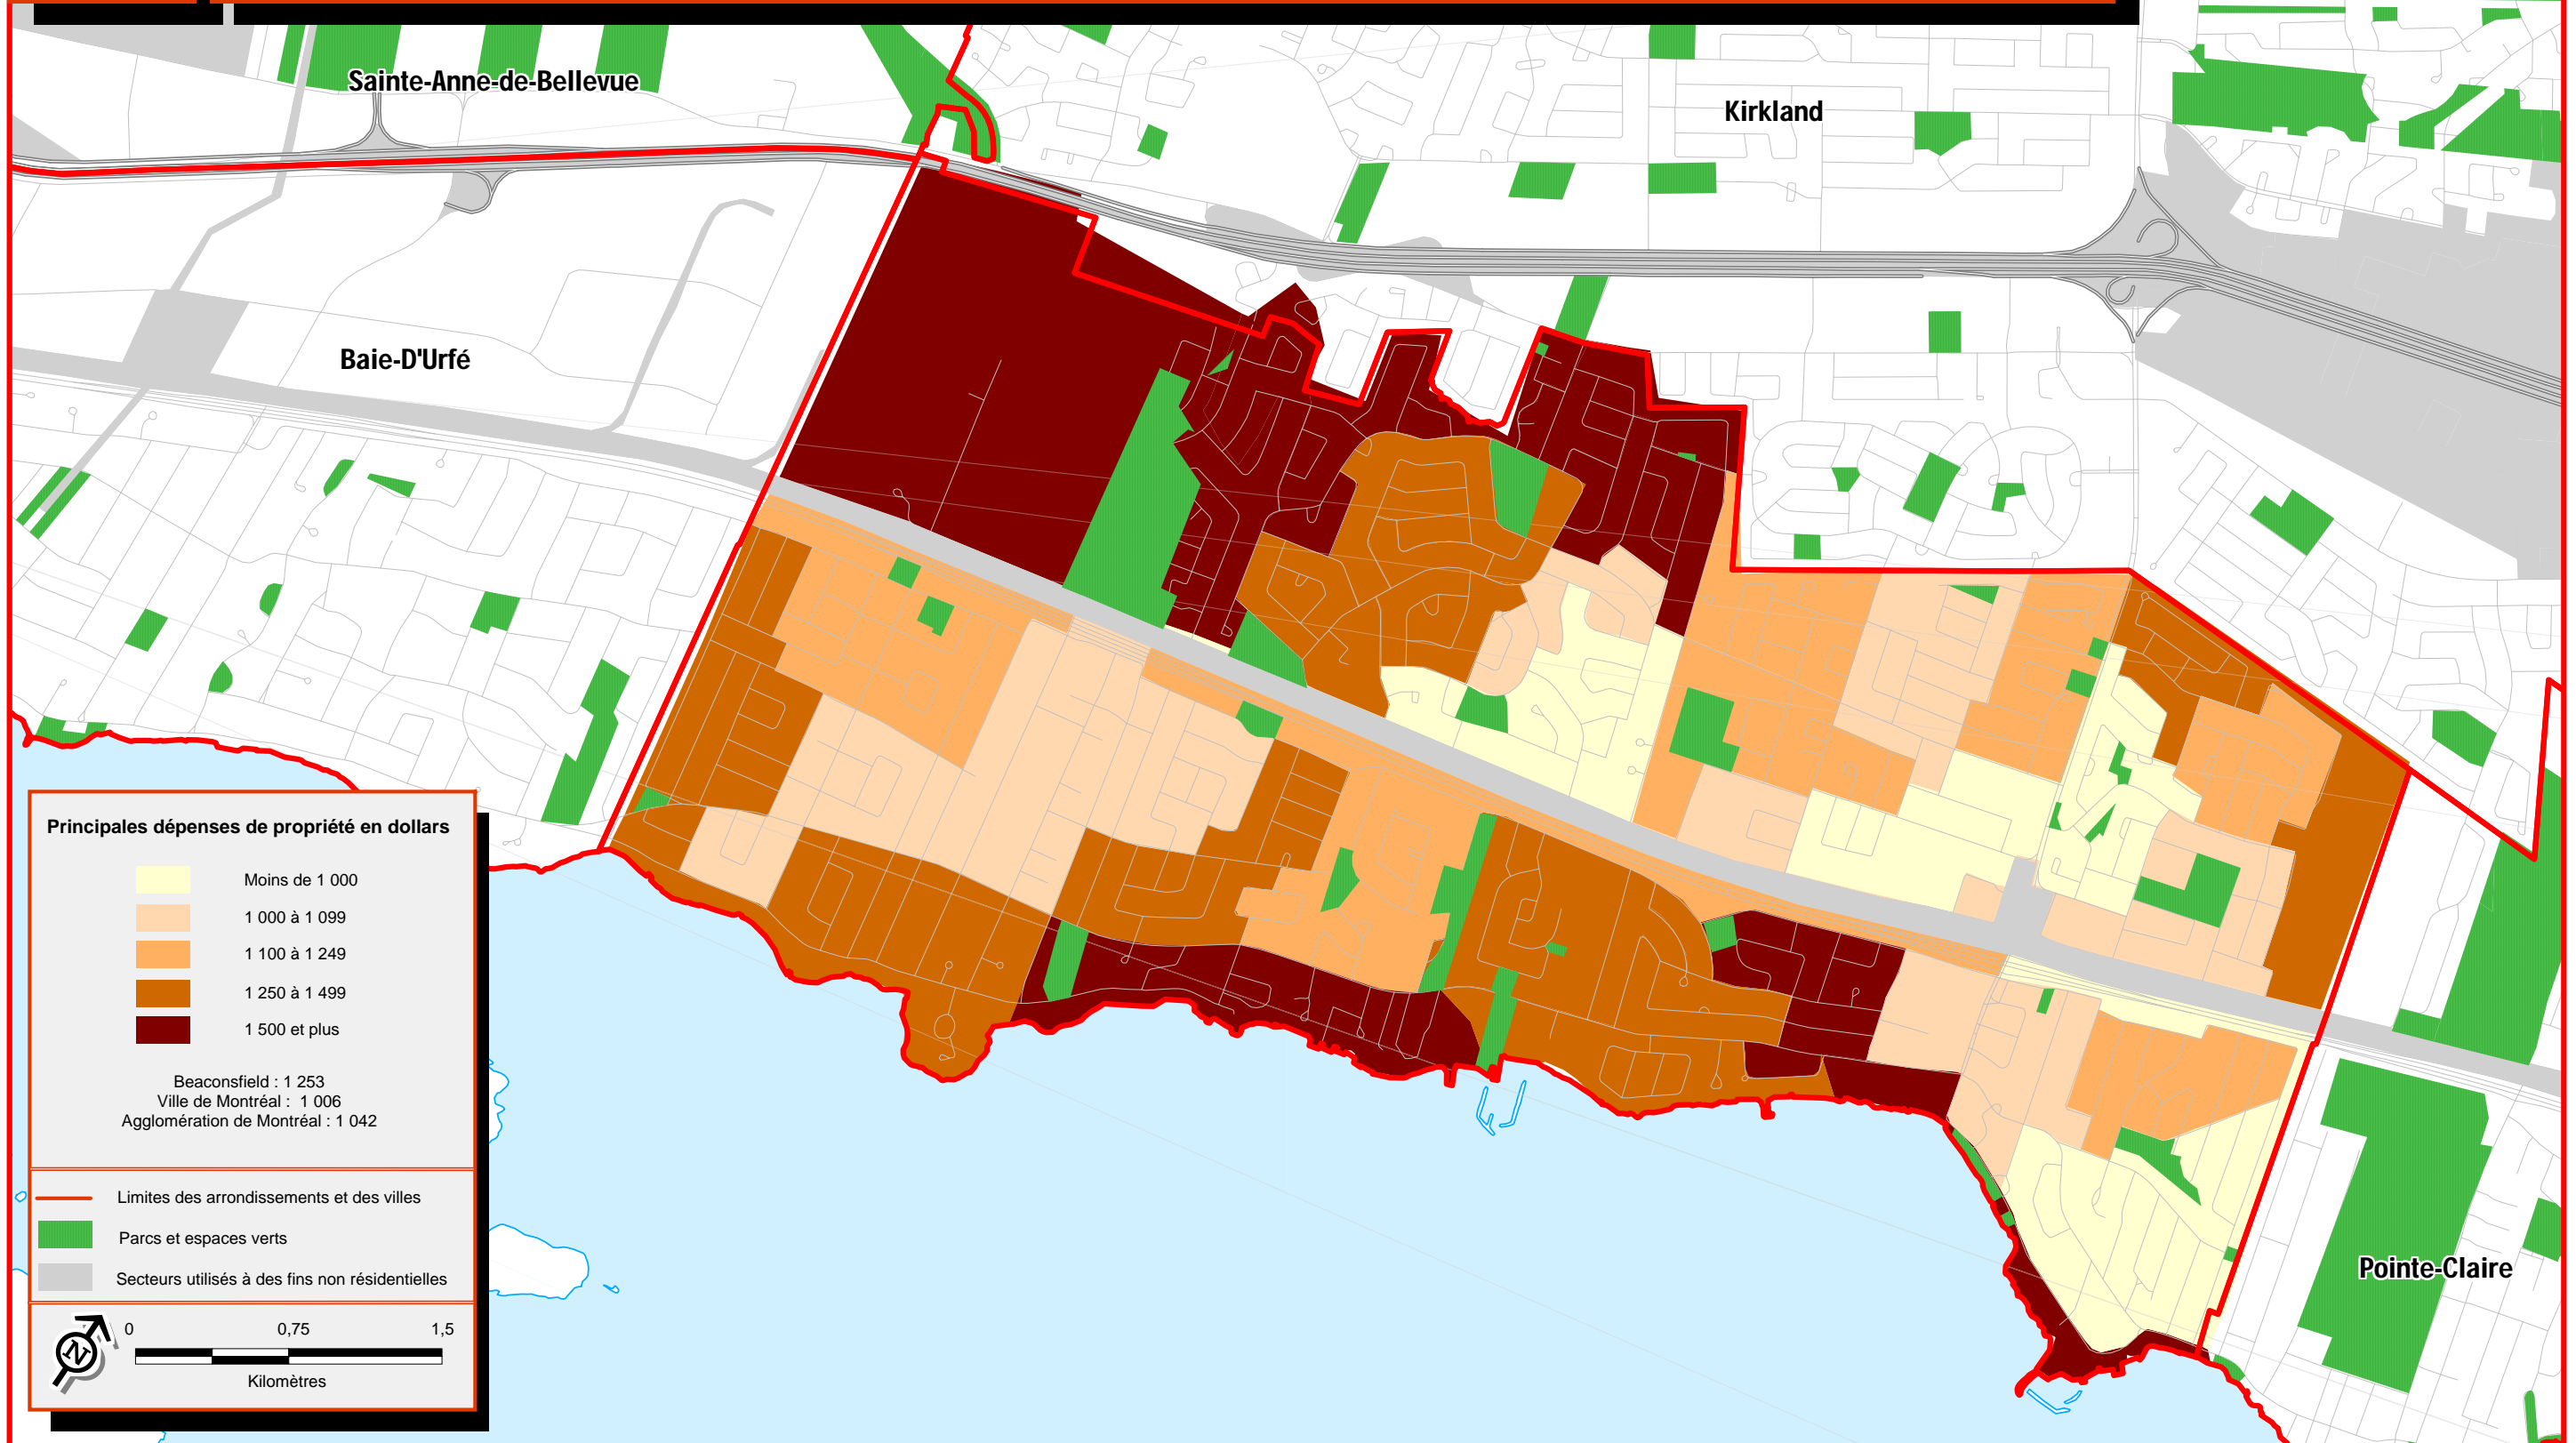 Sainte-Anne-de-Bellevue
Kirkland
Baie-D'Urfé
Pointe-Claire
Principales dépenses de propriété en dollars
Moins de 1 000
1 000 à 1 099
1 100 à 1 249
1 250 à 1 499
1 500 et plus
Beaconsfield : 1 253
Ville de Montréal : 1 006
Agglomération de Montréal : 1 042
Limites des arrondissements et des villes
Parcs et espaces verts
Secteurs utilisés à des fins non résidentielles
N
0 0,75 1,5
Kilomètres